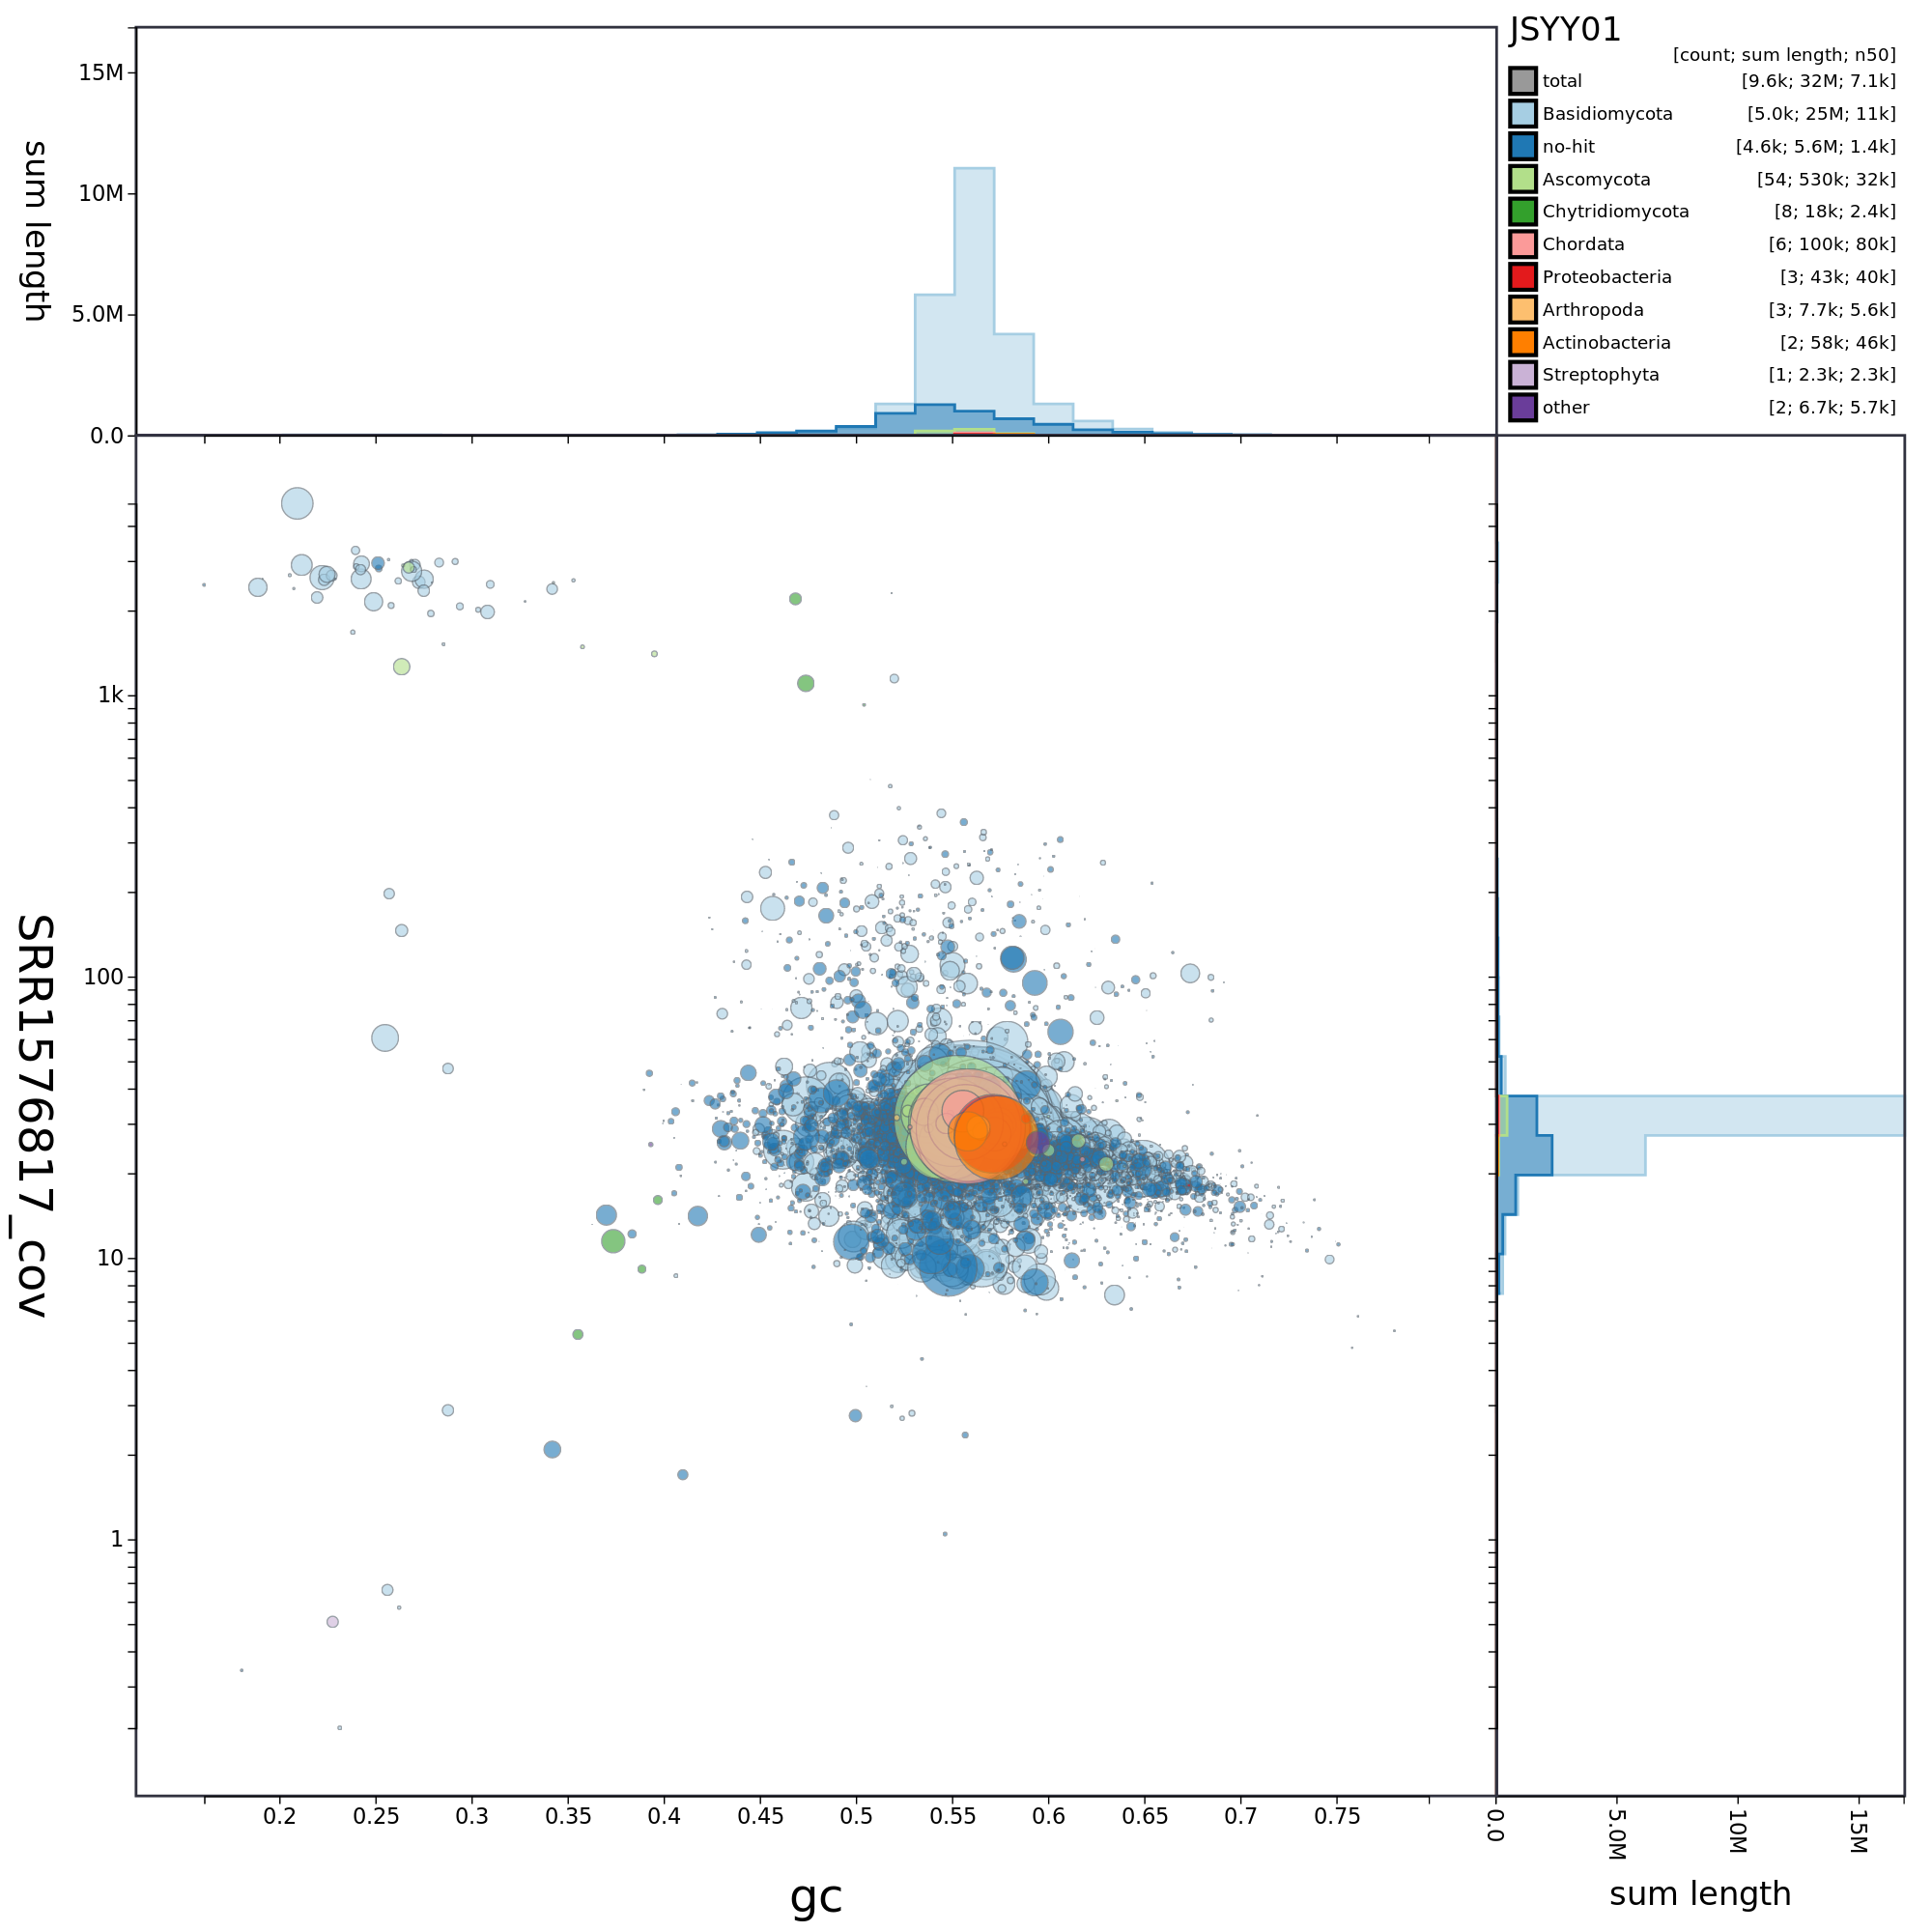 JSYY01
[count; sum length; n50]
total [9.6k; 32M; 7.1k]
Basidiomycota [5.0k; 25M; 11k]
no-hit [4.6k; 5.6M; 1.4k]
Ascomycota [54; 530k; 32k]
Chytridiomycota [8; 18k; 2.4k]
Chordata [6; 100k; 80k]
Proteobacteria [3; 43k; 40k]
Arthropoda [3; 7.7k; 5.6k]
Actinobacteria [2; 58k; 46k]
Streptophyta [1; 2.3k; 2.3k]
other [2; 6.7k; 5.7k]
sum length
15M
10M
5.0M
0.0
SRR1576817_cov
1k
100
10
1
0.2 0.25 0.3 0.35 0.4 0.45 0.5 0.55 0.6 0.65 0.7 0.75
gc
0.0 5.0M 10M 15M
sum length